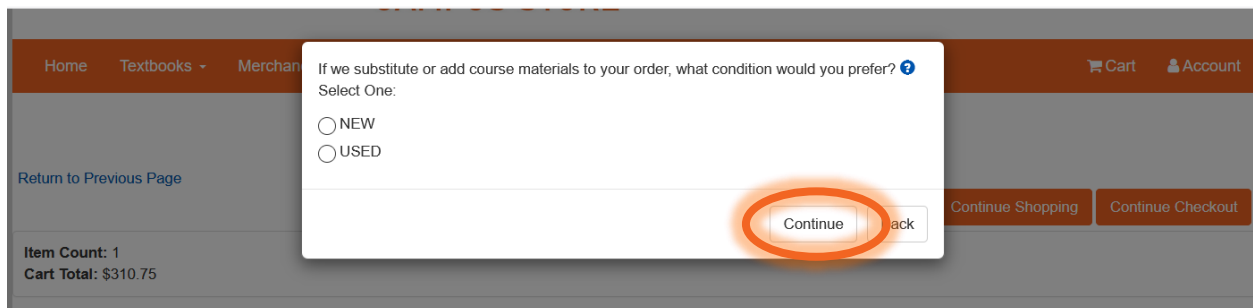 Home Textbooks Cart Account
If we substitute or add course materials to your order, what condition would you prefer?
Select One:
NEW
USED
Return to Previous Page
Continue Shopping Continue Checkout
Continue
Item Count: 1
Cart Total: $310.75